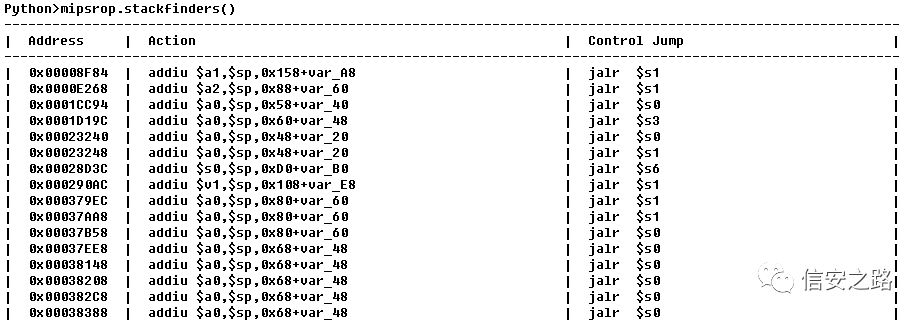 Python>mipsrop.stackfinders()
----------------------------------------------------------------------------------------------------------------
| Address | Action | Control Jump |
----------------------------------------------------------------------------------------------------------------
| 0x00008F84 | addiu $a1,$sp,0x158+var_A8 | jalr $s1 |
| 0x0000E268 | addiu $a2,$sp,0x88+var_60 | jalr $s1 |
| 0x0001CC94 | addiu $a0,$sp,0x58+var_40 | jalr $s0 |
| 0x0001D19C | addiu $a0,$sp,0x60+var_48 | jalr $s3 |
| 0x00023240 | addiu $a0,$sp,0x48+var_20 | jalr $s0 |
| 0x00023248 | addiu $a0,$sp,0x48+var_20 | jalr $s1 |
| 0x00028D3C | addiu $s0,$sp,0xD0+var_B0 | jalr $s6 |
| 0x000290AC | addiu $v1,$sp,0x108+var_E8 | jalr $s1 |
| 0x000379EC | addiu $a0,$sp,0x80+var_60 | jalr $s1 |
| 0x00037AA8 | addiu $a0,$sp,0x80+var_60 | jalr $s1 |
| 0x00037B58 | addiu $a0,$sp,0x80+var_60 | jalr $s0 |
| 0x00037EE8 | addiu $a0,$sp,0x68+var_48 | jalr $s0 |
| 0x00038148 | addiu $a0,$sp,0x68+var_48 | jalr $s0 |
| 0x00038208 | addiu $a0,$sp,0x68+var_48 | jalr $s0 |
| 0x000382C8 | addiu $a0,$sp,0x68+var_48 | jalr $s0 |
| 0x00038388 | addiu $a0,$sp,0x68+var_48 | jalr $s0 |
信安之路